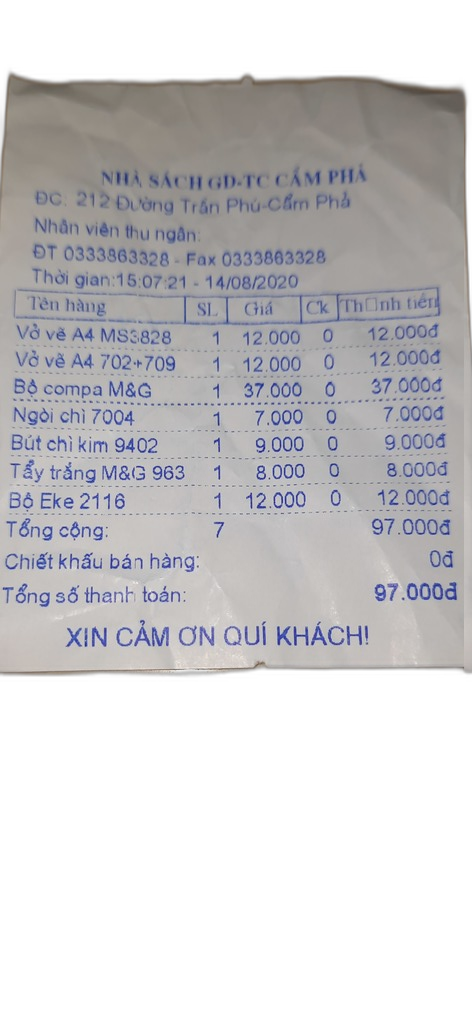 NHÀ SÁCH GD-TC CẨM PHẢ
ĐC. 212 Đường Trần Phú-Cẩm Phả
Nhân viên thu ngân:
ĐT 0333863328 - Fax 0333863328
Thời gian:15:07:21 - 14/08/2020
Tên hàng SL Giá Ck Th□nh tiền
Vở vẽ A4 MS3828 1 12.000 0 12.000đ
Vở vẽ A4 702+709 1 12.000 0 12.000đ
Bộ compa M&G 1 37.000 0 37.000đ
Ngòi chì 7004 1 7.000 0 7.000đ
Bút chì kim 9402 1 9.000 0 9.000đ
Tẩy trắng M&G 963 1 8.000 0 8.000đ
Bộ Eke 2116 1 12.000 0 12.000đ
Tổng cộng: 7 97.000đ
Chiết khấu bán hàng: 0đ
Tổng số thanh toán: 97.000đ
XIN CẢM ƠN QUÍ KHÁCH!